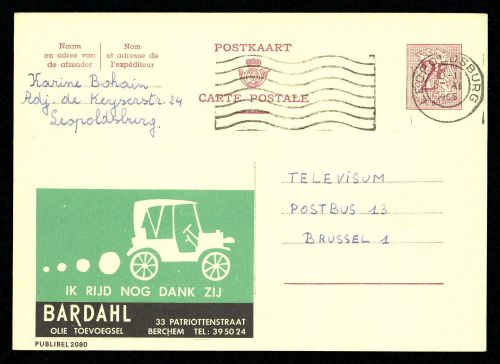 Naam
en adres van
de afzender
Nom
et adresse de
l'expéditeur
Karine Bohain
Adj. de Keyserstr. 24
Leopoldsburg
POSTKAART
CARTE POSTALE
TELEVISUM
POSTBUS 13
BRUSSEL 1
IK RIJD NOG DANK ZIJ
BARDAHL
OLIE TOEVOEGSEL
33 PATRIOTTENSTRAAT
BERCHEM TEL: 39 50 24
PUBLIBEL 2080